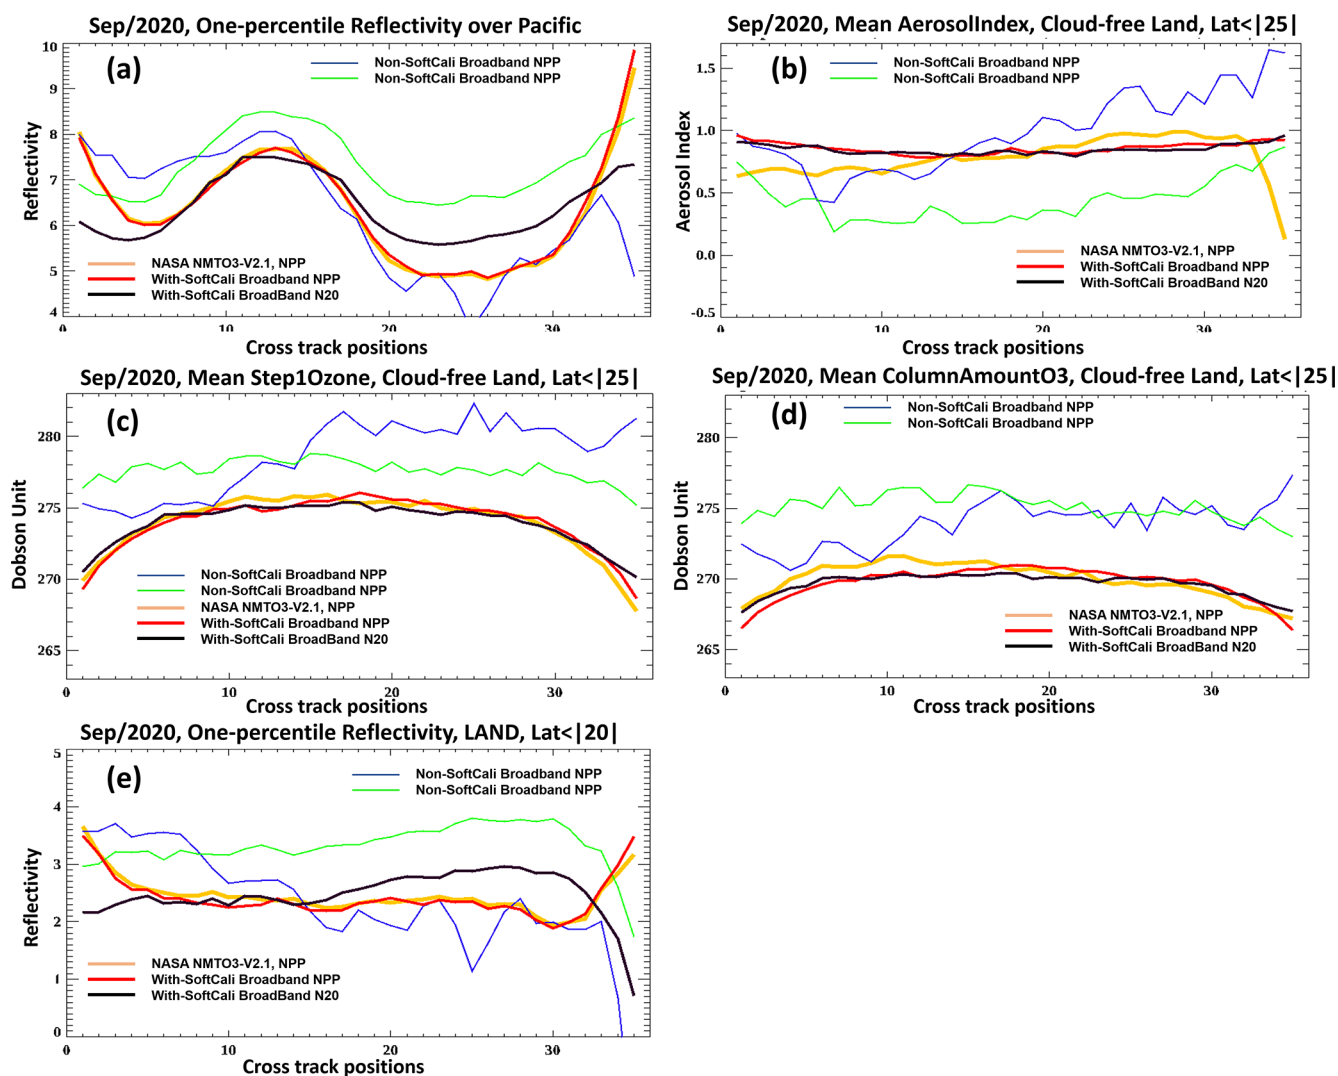 Sep/2020, One-percentile Reflectivity over Pacific
(a)
Non-SoftCali Broadband NPP
Non-SoftCali Broadband NPP
10
9
8
7
6
5
4
Reflectivity
NASA NMTO3-V2.1, NPP
With-SoftCali Broadband NPP
With-SoftCali BroadBand N20
0
10
20
30
Cross track positions
Sep/2020, Mean AerosolIndex, Cloud-free Land, Lat<|25|
(b)
Non-SoftCali Broadband NPP
Non-SoftCali Broadband NPP
1.5
1.0
0.5
0.0
-0.5
Aerosol Index
NASA NMTO3-V2.1, NPP
With-SoftCali Broadband NPP
With-SoftCali BroadBand N20
0
10
20
30
Cross track positions
Sep/2020, Mean Step1Ozone, Cloud-free Land, Lat<|25|
(c)
280
275
270
265
Dobson Unit
Non-SoftCali Broadband NPP
Non-SoftCali Broadband NPP
NASA NMTO3-V2.1, NPP
With-SoftCali Broadband NPP
With-SoftCali BroadBand N20
0
10
20
30
Cross track positions
Sep/2020, Mean ColumnAmountO3, Cloud-free Land, Lat<|25|
(d)
Non-SoftCali Broadband NPP
Non-SoftCali Broadband NPP
280
275
270
265
Dobson Unit
NASA NMTO3-V2.1, NPP
With-SoftCali Broadband NPP
With-SoftCali BroadBand N20
0
10
20
30
Cross track positions
Sep/2020, One-percentile Reflectivity, LAND, Lat<|20|
(e)
Non-SoftCali Broadband NPP
Non-SoftCali Broadband NPP
5
4
3
2
1
0
Reflectivity
NASA NMTO3-V2.1, NPP
With-SoftCali Broadband NPP
With-SoftCali BroadBand N20
0
10
20
30
Cross track positions